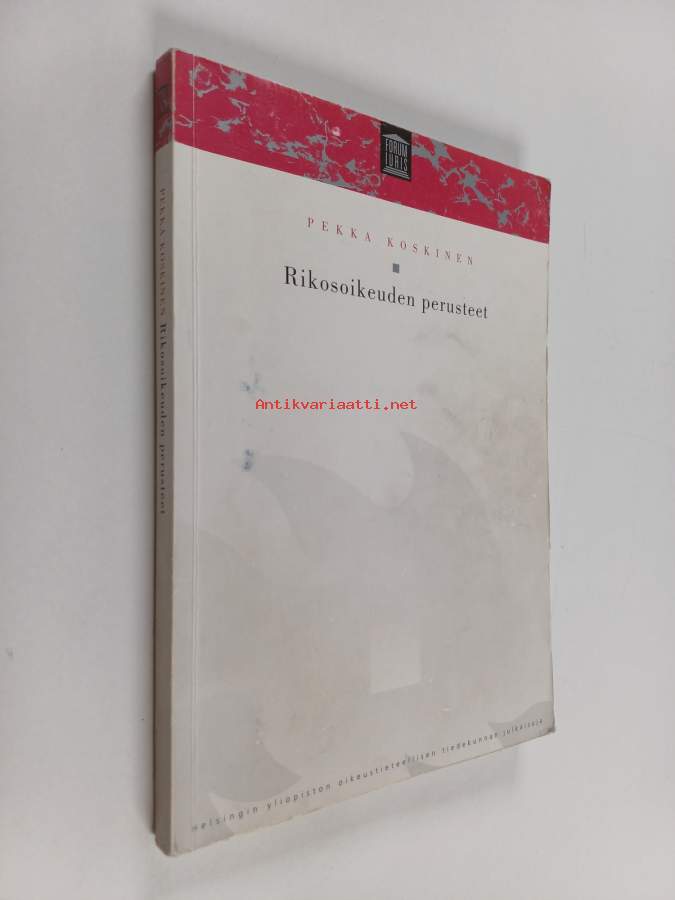 FORUM
IURIS
PEKKA KOSKINEN
Rikosoikeuden perusteet
Antikvariaatti.net
Helsingin yliopiston oikeustieteellisen tiedekunnan julkaisuja
PEKKA KOSKINEN Rikosoikeuden perusteet